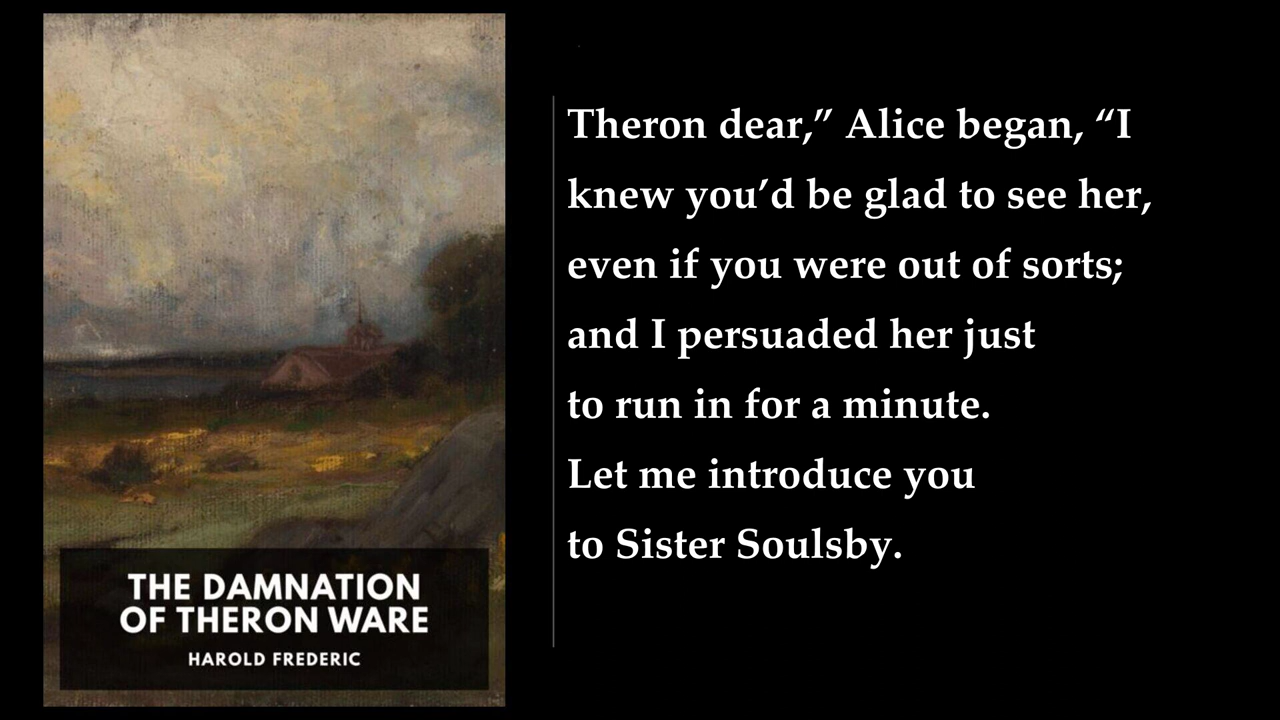 Theron dear,” Alice began, “I
knew you’d be glad to see her,
even if you were out of sorts;
and I persuaded her just
to run in for a minute.
Let me introduce you
to Sister Soulsby.
THE DAMNATION
OF THERON WARE
HAROLD FREDERIC